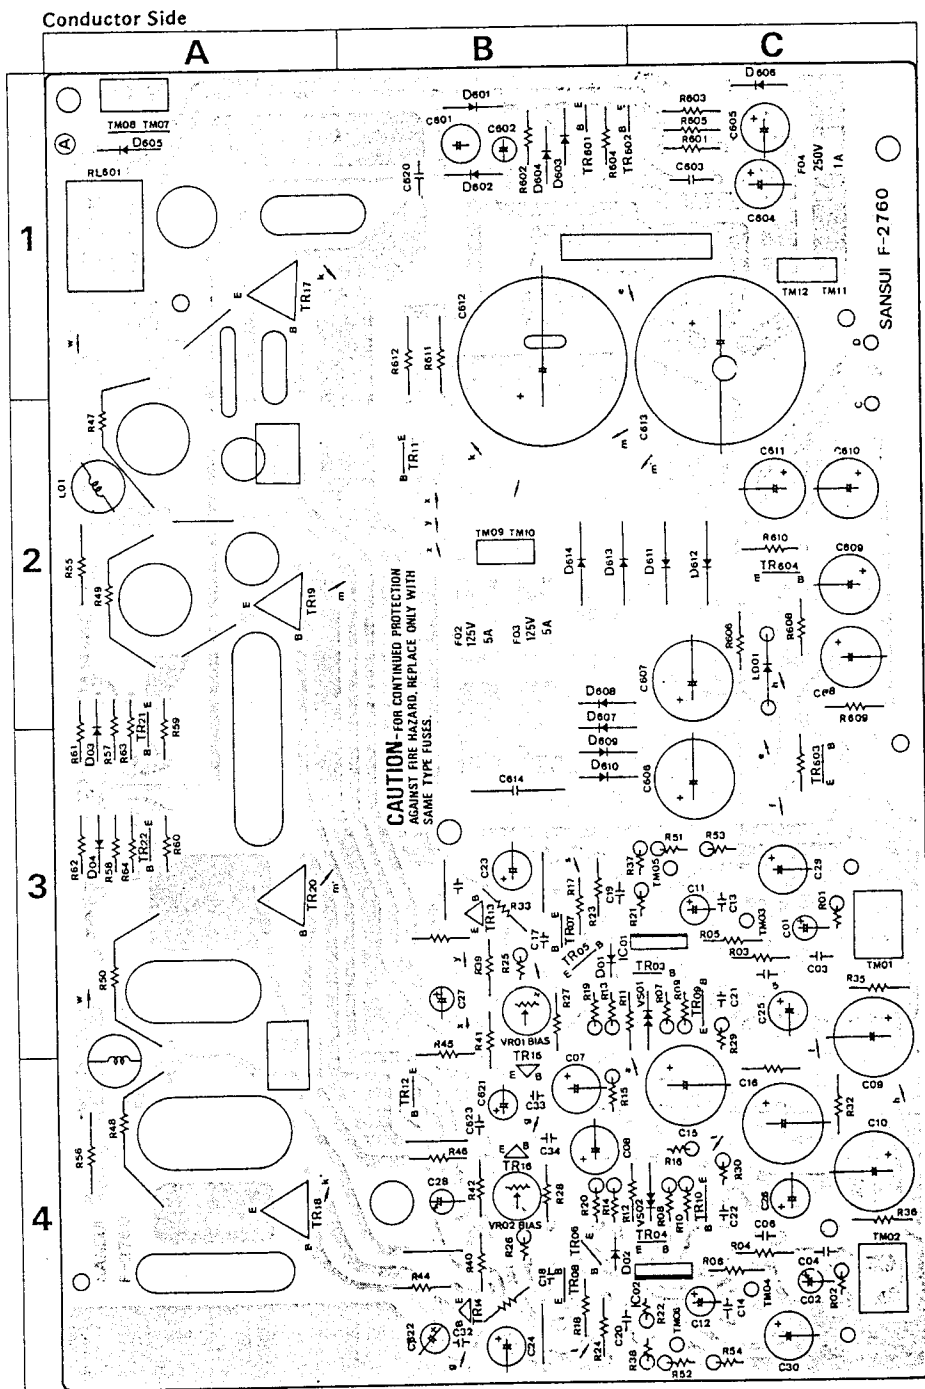 Conductor Side
A
B
C
1
2
3
4
D606
D601
R603
R605
R601
C605
C601
C602
C603
C604
F04
250V
1A
TM08 TM07
D605
A
RL601
C620
D602
R602
D604
D603
TR601
R604
TR602
E
B
E
B
SANSUI F-2760
TM12 TM11
E
TR17
B
k
C612
e
w
R612
R611
D
C
R47
L01
E
TR11
B
k
m
C613
m
C611
C610
x
y
z
TM09 TM10
D614
D613
D611
D612
R610
TR604
E
B
C609
R55
R49
E
TR19
B
m
CAUTION-FOR CONTINUED PROTECTION
AGAINST FIRE HAZARD, REPLACE ONLY WITH
SAME TYPE FUSES.
F02
125V
5A
F03
125V
5A
R606
R608
LD01
h
C607
R609
D608
D607
D609
D610
R61
D03
R57
R63
TR21
B
E
R59
C614
C606
TR603
E
B
R62
D04
R58
R64
TR22
B
E
R60
C23
R37
R51
R53
TM05
C29
E
TR20
B
m
TR13
E
R33
C17
TR07
R17
R23
C19
R21
C11
C13
TM03
C01
R01
IC01
R05
R03
C03
TM01
R50
w
y
R39
R25
TR05
E
B
D01
TR03
E
B
C27
x
R41
VR01 BIAS
R27
R19
R13
R11
VS01
R07
R09
TR09
C21
R29
C25
R35
R45
TR15
E
B
C07
R15
C16
C09
R32
h
TR12
E
B
C621
C33
C623
R48
R56
R46
TR16
E
B
C34
C08
C15
R16
R30
C10
C28
R42
VR02 BIAS
R28
R20
R14
R12
VS02
R08
R10
TR10
C22
C26
C06
R36
E
TR18
B
k
R26
R40
TR06
B
D02
TR04
E
B
R04
R06
TM02
R44
C18
TR08
IC02
C04
C02
R02
TM04
TR14
R18
R24
C20
R22
C12
C14
TM06
C622
C32
g
C24
R38
R52
R54
C30